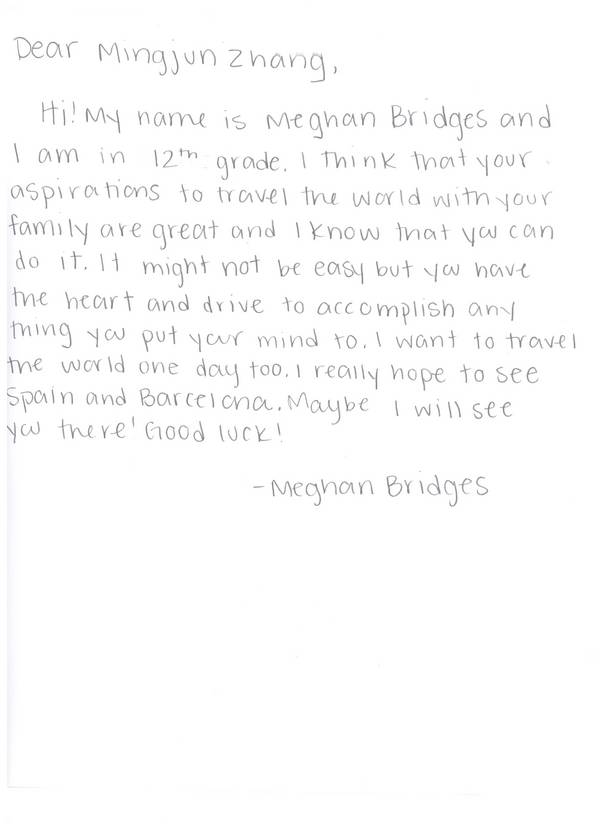 Dear Mingjun Zhang,
Hi! My name is Meghan Bridges and
I am in 12th grade. I think that your
aspirations to travel the world with your
family are great and I know that you can
do it. It might not be easy but you have
the heart and drive to accomplish any
thing you put your mind to. I want to travel
the world one day too. I really hope to see
Spain and Barcelona. Maybe I will see
you there! Good luck!
-Meghan Bridges